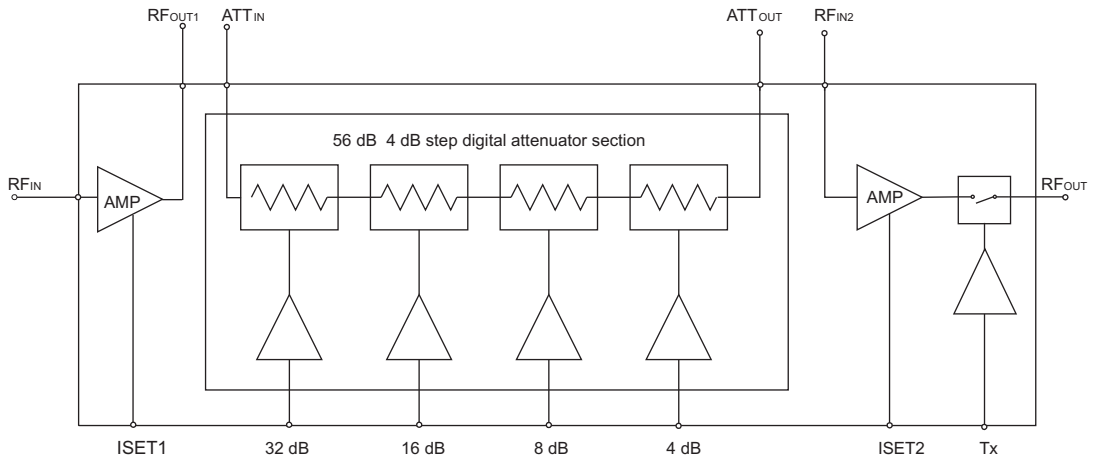 RFOUT1 ATTIN ATTOUT RFIN2
56 dB 4 dB step digital attenuator section
RFIN AMP AMP RFOUT
ISET1 32 dB 16 dB 8 dB 4 dB ISET2 Tx